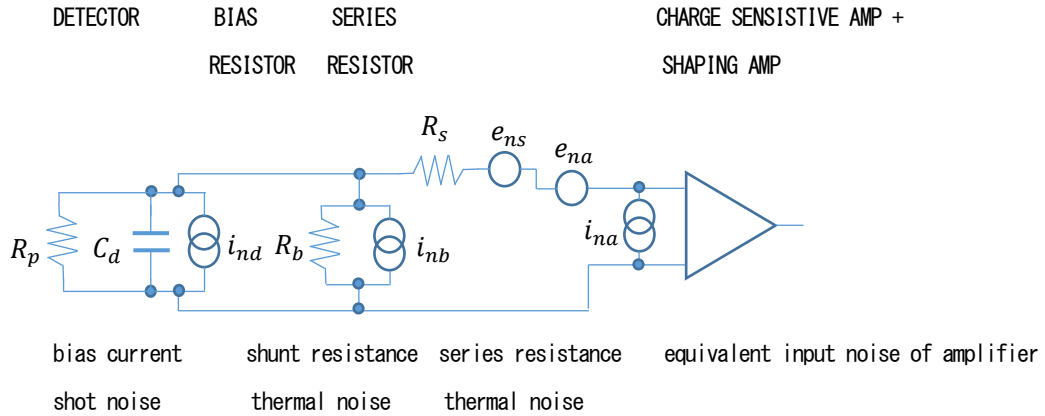 DETECTOR BIAS SERIES CHARGE SENSISTIVE AMP +
RESISTOR RESISTOR SHAPING AMP
R_s e_ns e_na
R_p C_d i_nd R_b i_nb i_na
bias current shunt resistance series resistance equivalent input noise of amplifier
shot noise thermal noise thermal noise